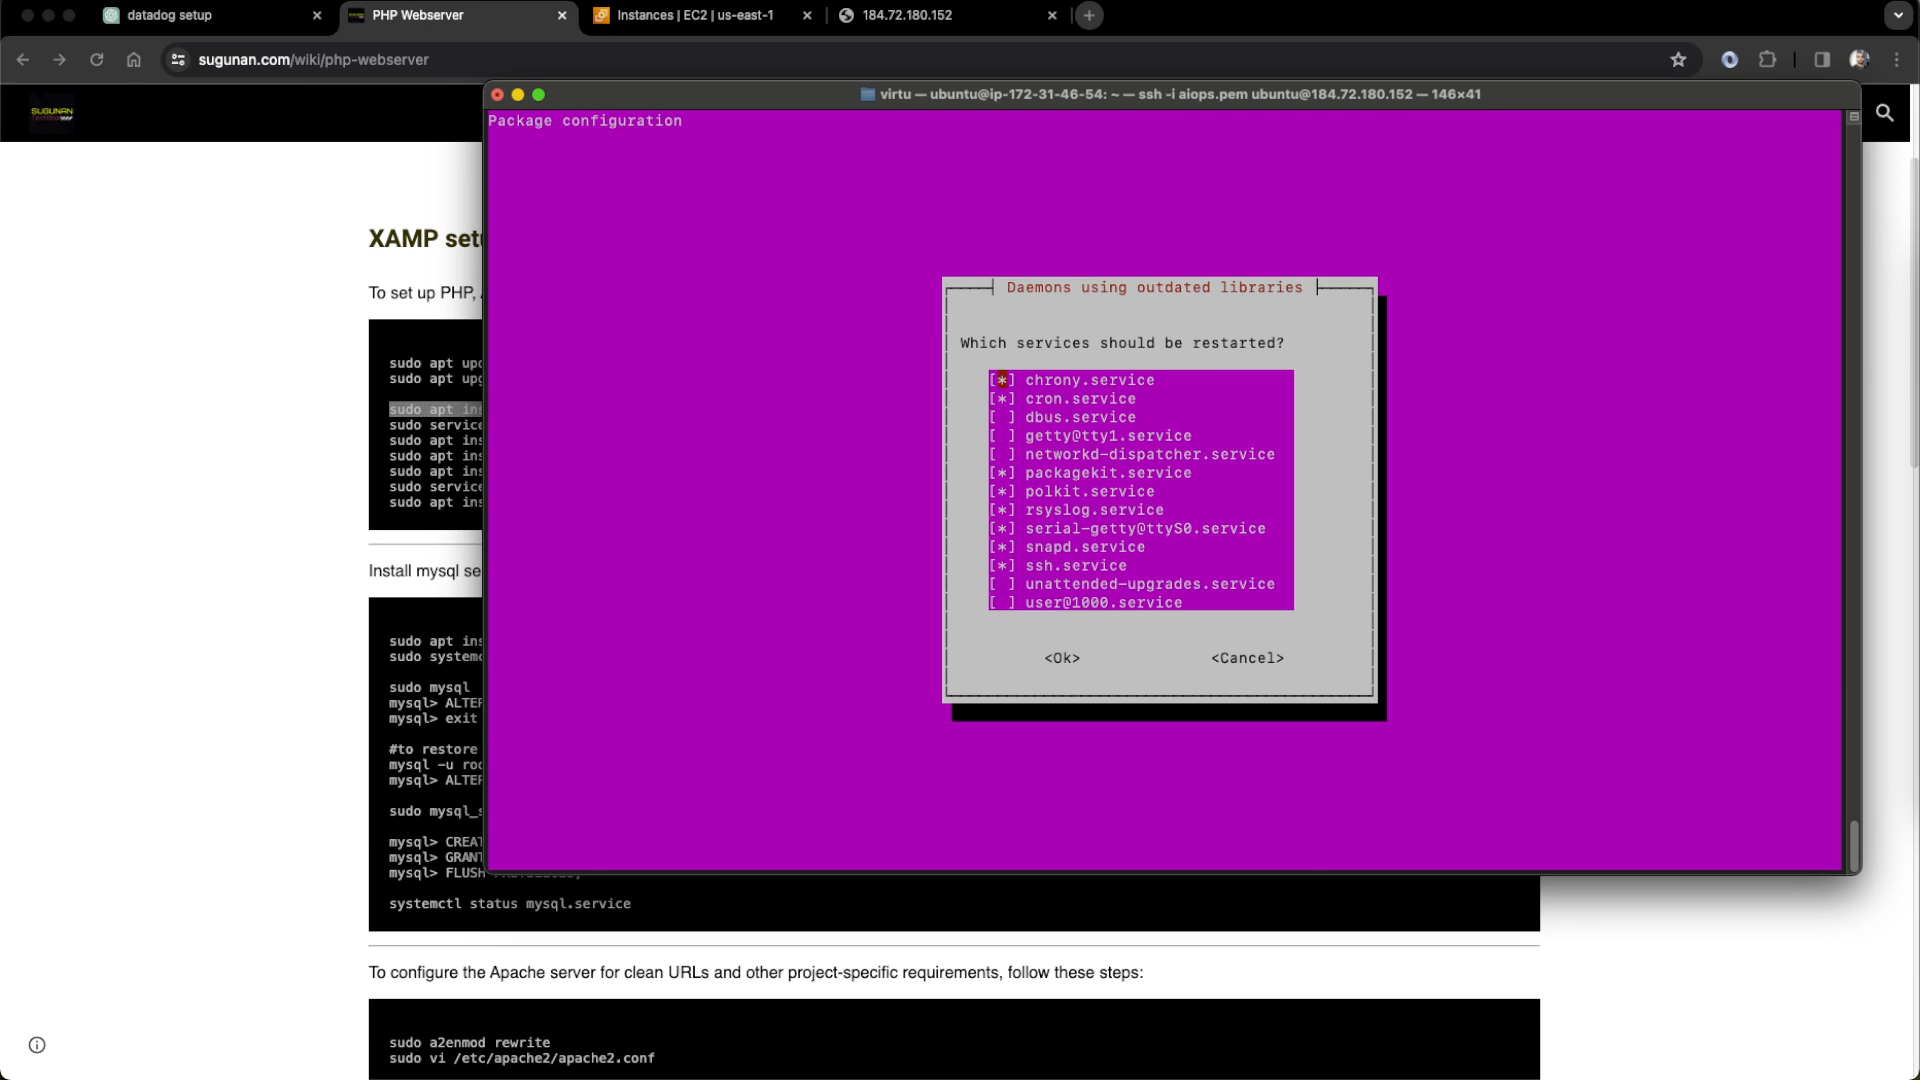 datadog setup
PHP Webserver
Instances | EC2 | us-east-1
184.72.180.152
sugunan.com/wiki/php-webserver
virtu — ubuntu@ip-172-31-46-54: ~ — ssh -i aiops.pem ubuntu@184.72.180.152 — 146×41
SUGUNAN
Package configuration
Daemons using outdated libraries
Which services should be restarted?
[*] chrony.service
[*] cron.service
[ ] dbus.service
[ ] getty@tty1.service
[ ] networkd-dispatcher.service
[*] packagekit.service
[*] polkit.service
[*] rsyslog.service
[*] serial-getty@ttyS0.service
[*] snapd.service
[*] ssh.service
[ ] unattended-upgrades.service
[ ] user@1000.service
<Ok> <Cancel>
XAMP set
To set up PHP,
sudo apt upd
sudo apt upg
sudo apt ins
sudo service
sudo apt ins
sudo apt ins
sudo apt ins
sudo service
sudo apt ins
Install mysql se
sudo apt ins
sudo systemc
sudo mysql
mysql> ALTER
mysql> exit
#to restore
mysql -u roo
mysql> ALTER
sudo mysql_s
mysql> CREAT
mysql> GRANT
mysql> FLUSH
systemctl status mysql.service
To configure the Apache server for clean URLs and other project-specific requirements, follow these steps:
sudo a2enmod rewrite
sudo vi /etc/apache2/apache2.conf